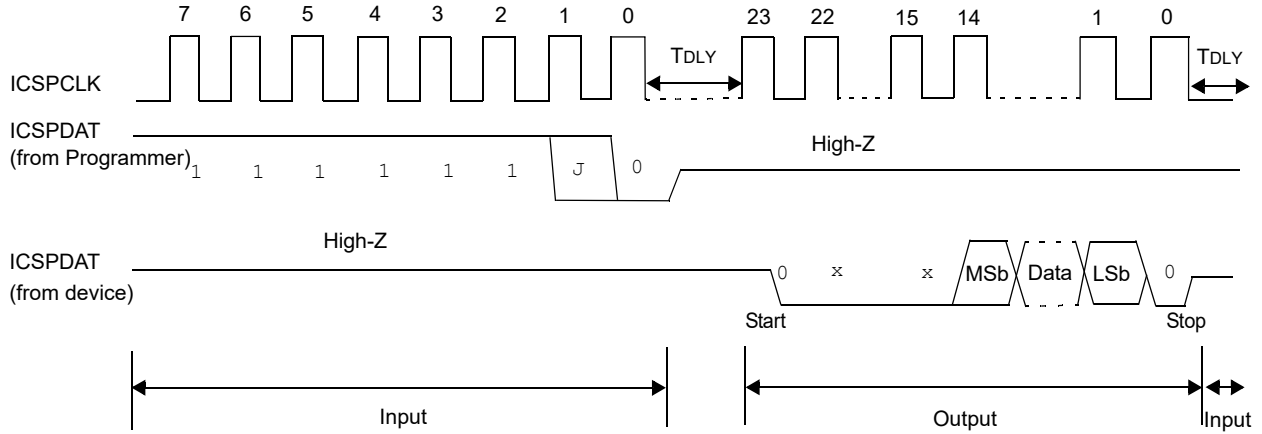 7 6 5 4 3 2 1 0 23 22 15 14 1 0
TDLY TDLY
ICSPCLK
ICSPDAT
(from Programmer)
High-Z
1 1 1 1 1 1 J 0
High-Z
ICSPDAT
(from device)
0 x x MSb Data LSb 0
Start Stop
Input Output Input